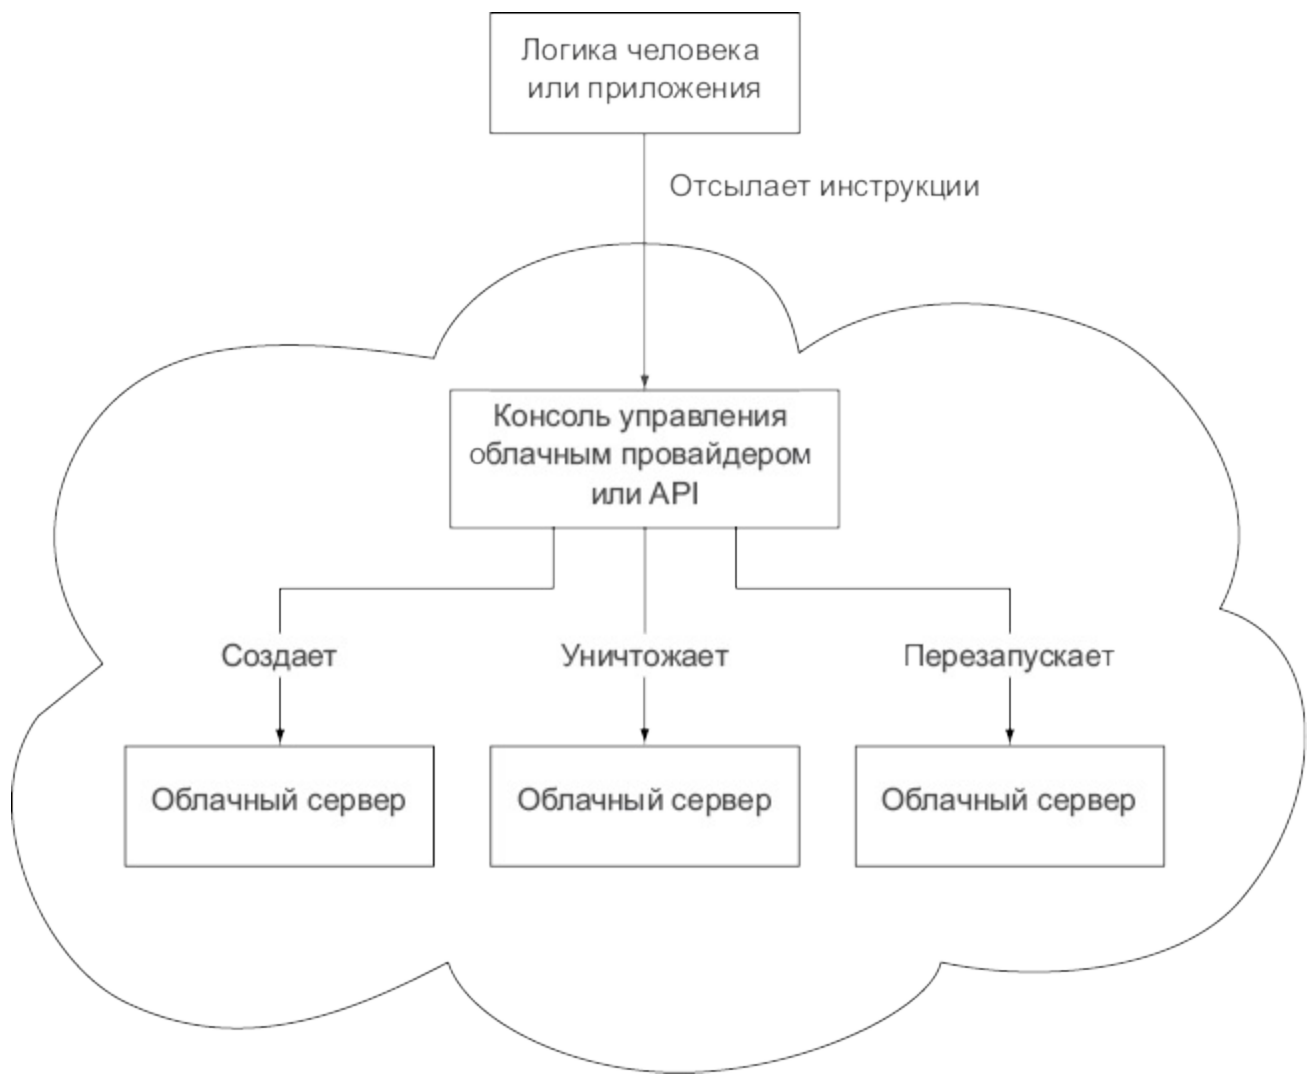 Логика человека
или приложения
Отсылает инструкции
Консоль управления
облачным провайдером
или API
Создает
Уничтожает
Перезапускает
Облачный сервер
Облачный сервер
Облачный сервер